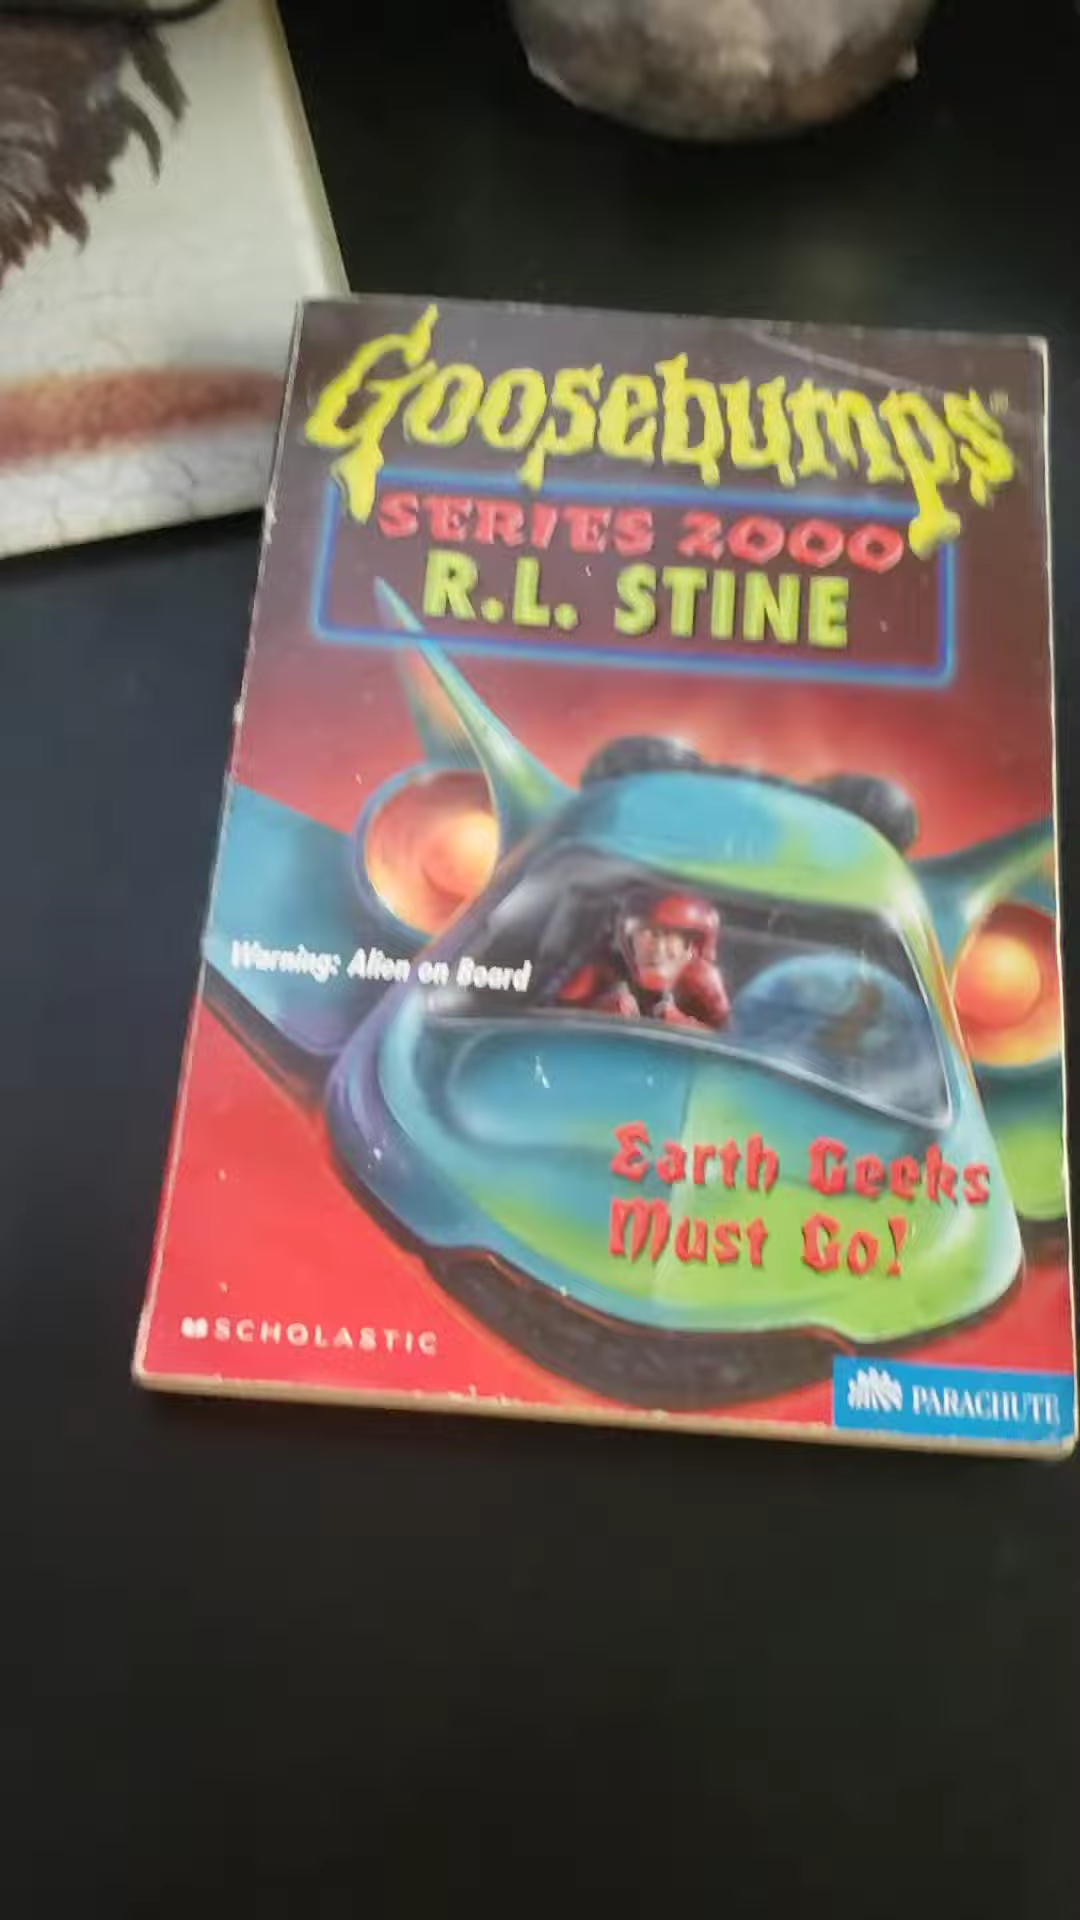 Goosebumps®
SERIES 2000
R.L. STINE
Warning: Alien on Board
Earth Geeks
Must Go!
SCHOLASTIC
PARACHUTE